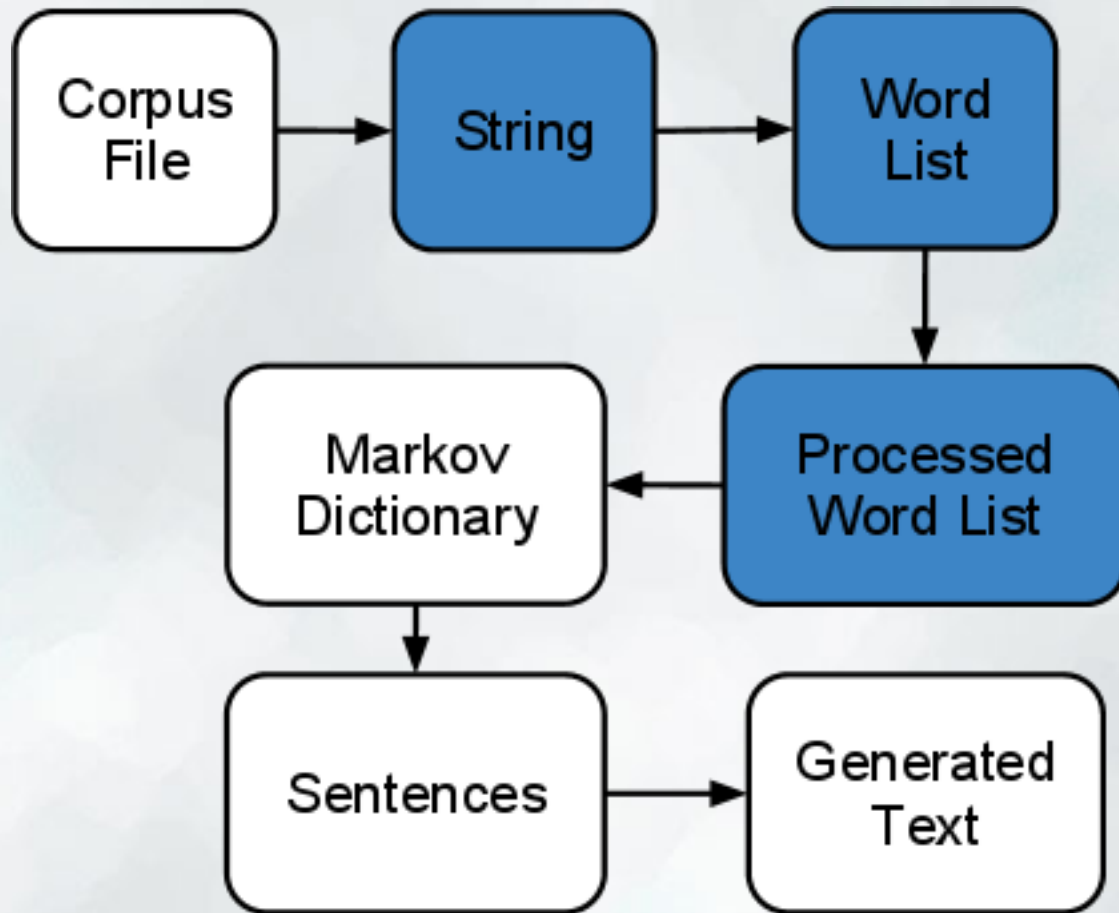 Corpus
File
String
Word
List
Processed
Word List
Markov
Dictionary
Sentences
Generated
Text